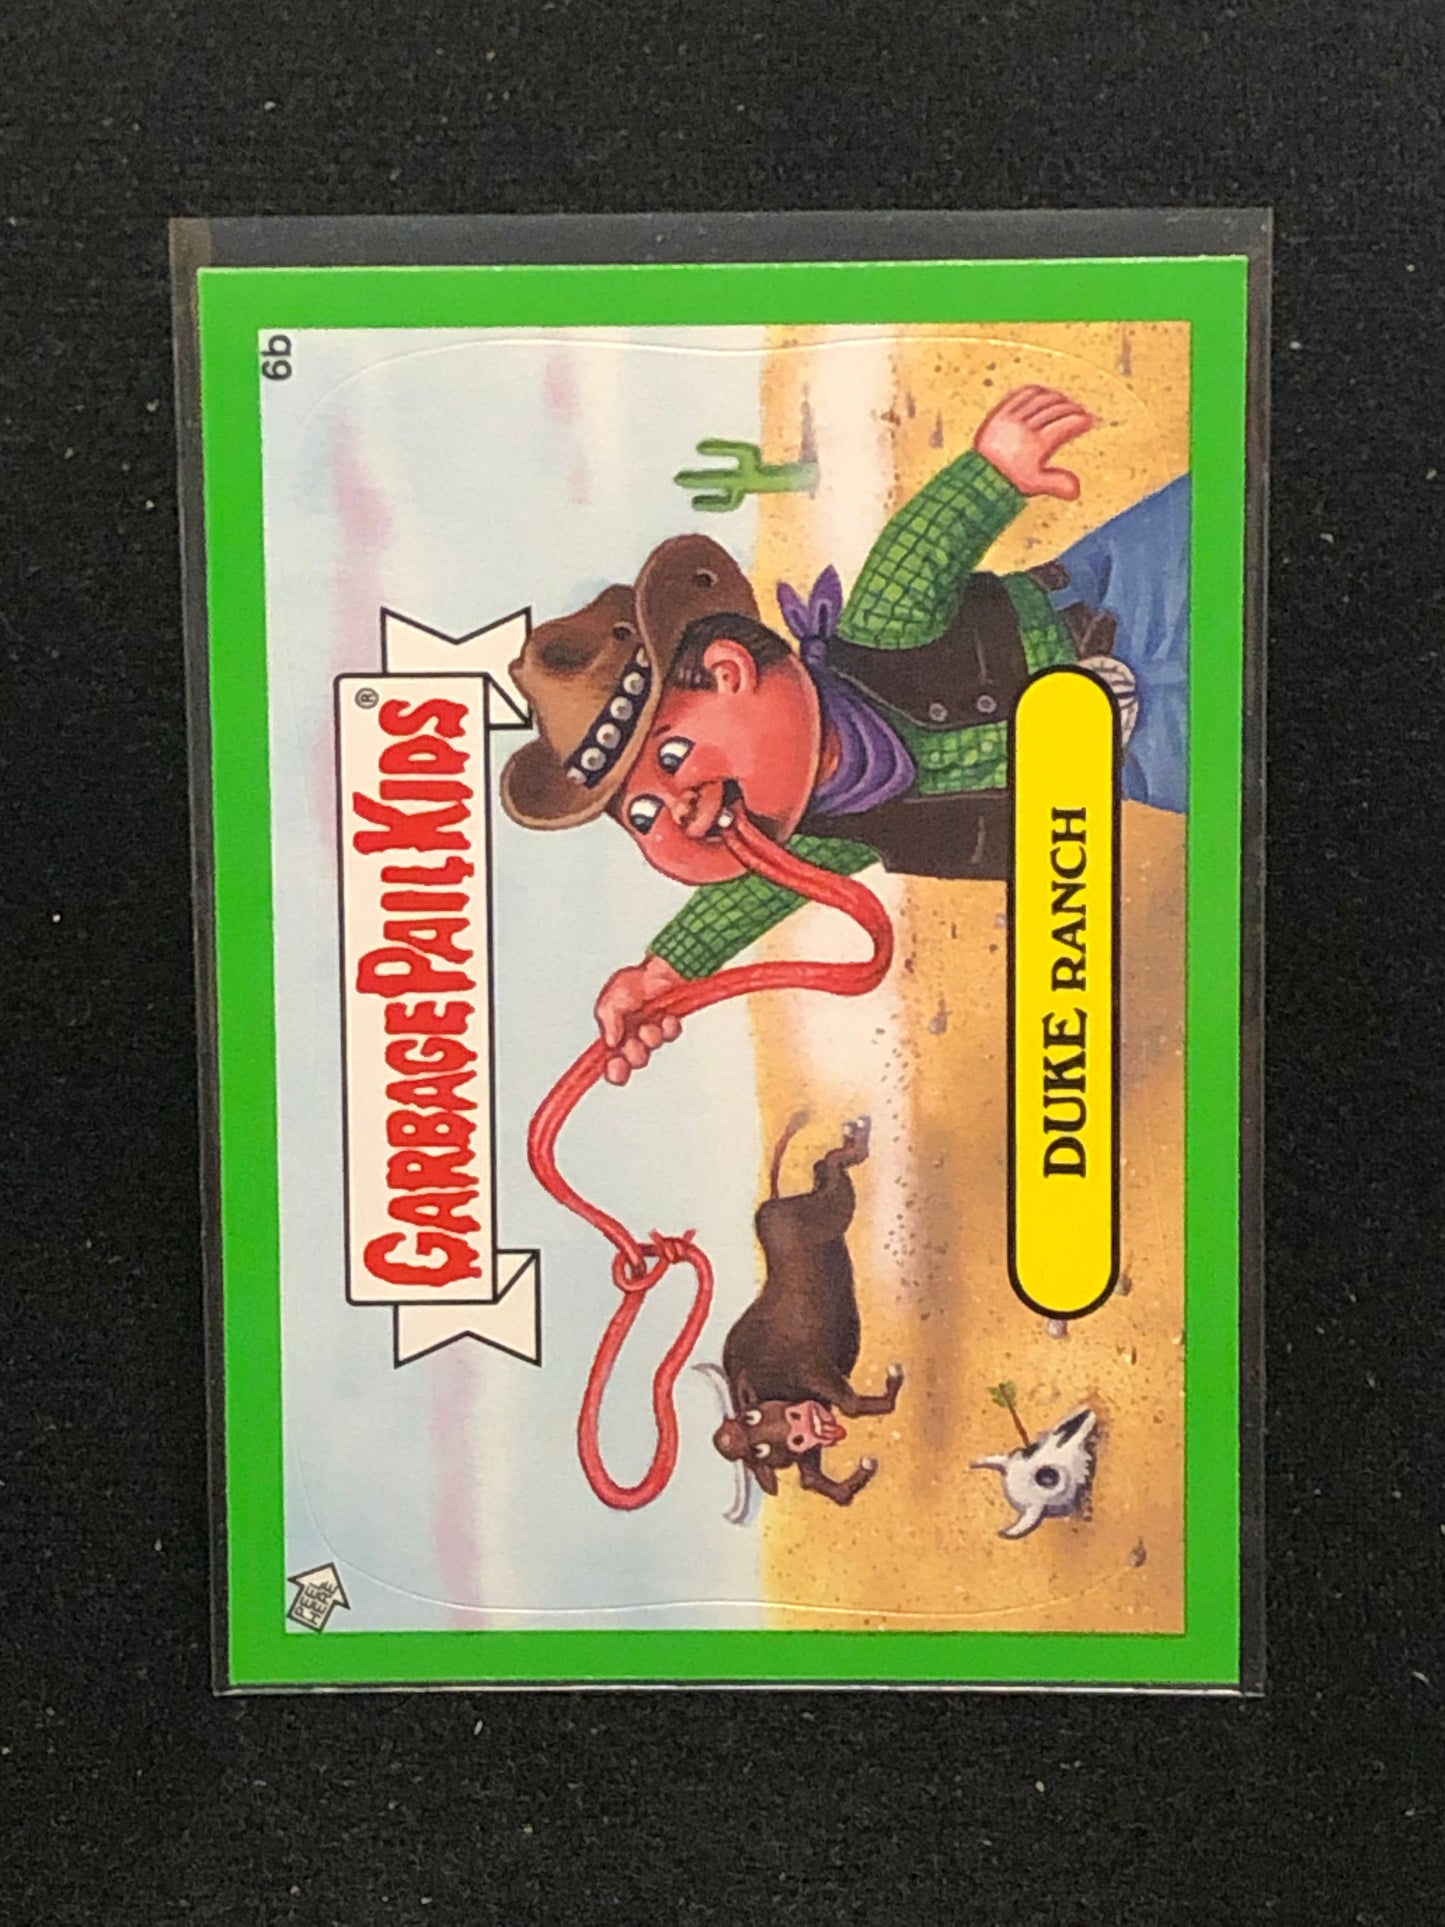 6b
GARBAGE PAIL KIDS®
DUKE RANCH
PEEL
HERE